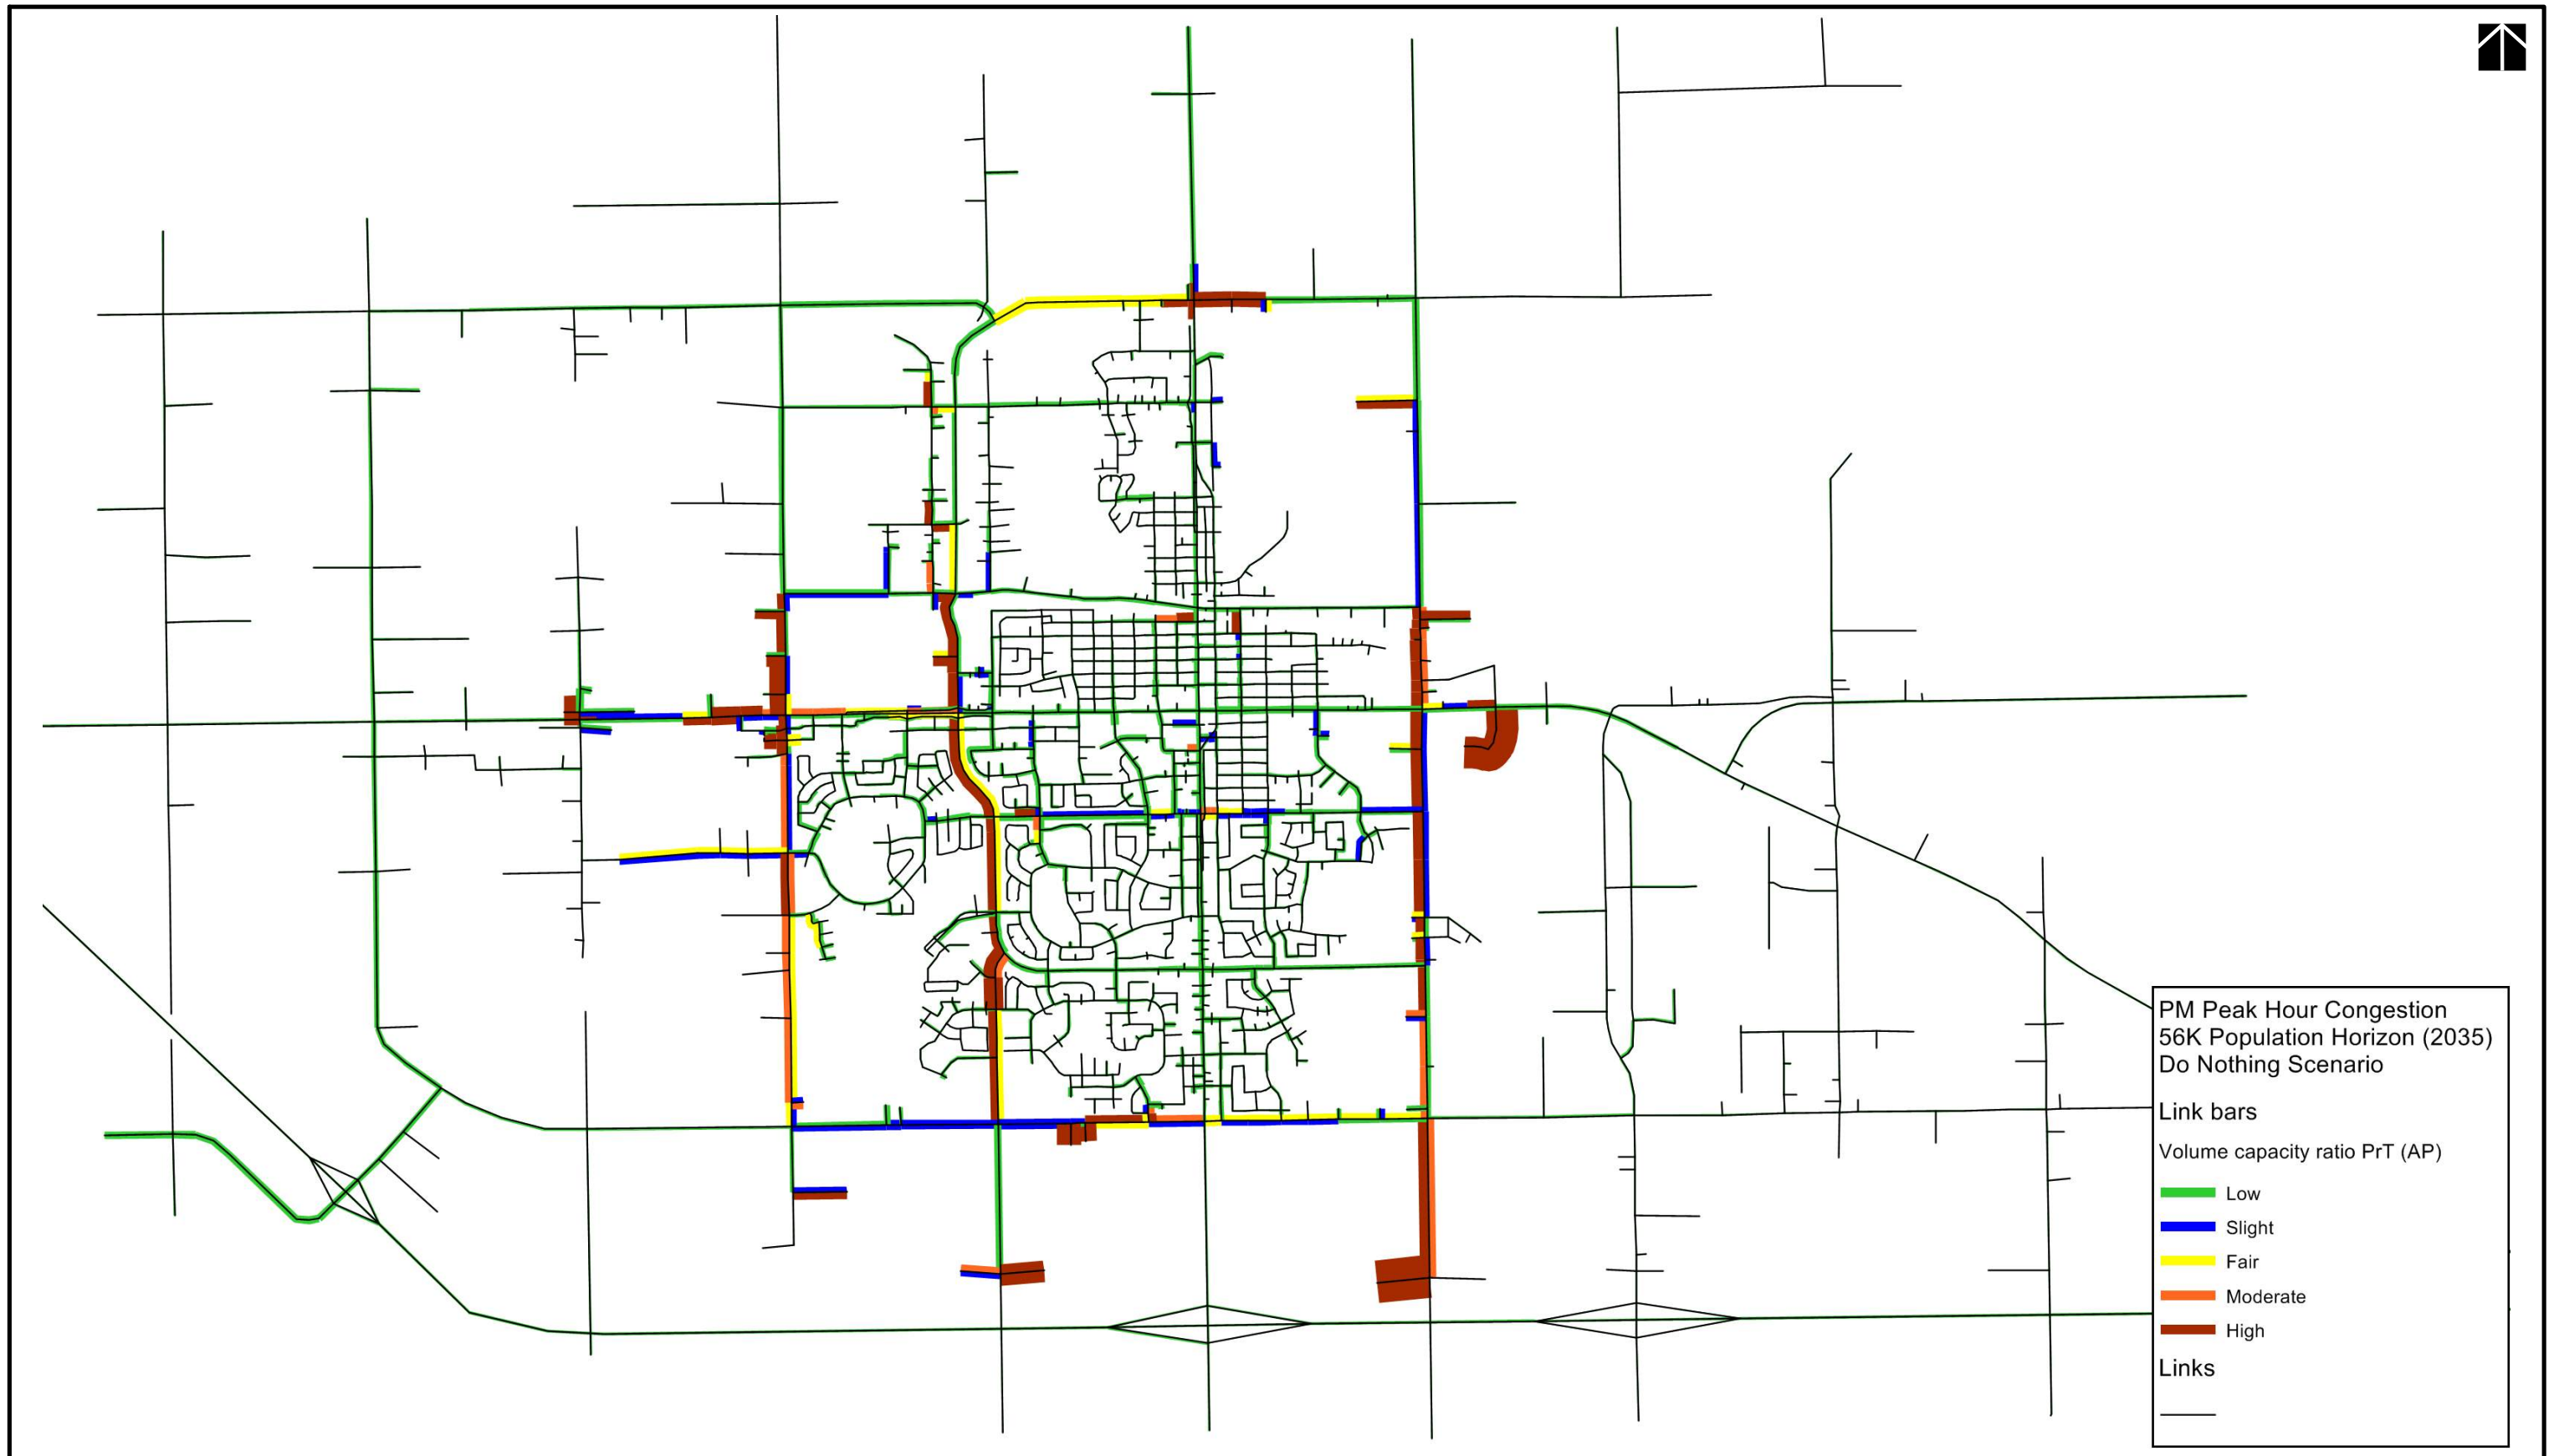 PM Peak Hour Congestion
56K Population Horizon (2035)
Do Nothing Scenario
Link bars
Volume capacity ratio PrT (AP)
Low
Slight
Fair
Moderate
High
Links